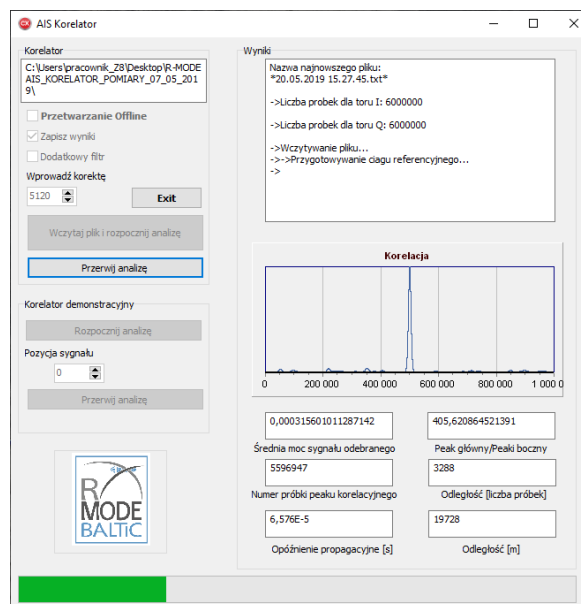 AIS Korelator
Korelator
C:\Users\pracownik_Z8\Desktop\R-MODE
AIS_KORELATOR_POMIARY_07_05_201
9\
Przetwarzanie Offline
Zapisz wyniki
Dodatkowy filtr
Wprowadź korektę
5120
Exit
Wczytaj plik i rozpocznij analizę
Przerwij analizę
Korelator demonstracyjny
Rozpocznij analizę
Pozycja sygnału
0
Przerwij analizę
R
MODE
BALTIC
Wyniki
Nazwa najnowszego pliku:
*20.05.2019 15.27.45.txt*
->Liczba probek dla toru I: 6000000
->Liczba probek dla toru Q: 6000000
->Wczytywanie pliku...
->->Przygotowywanie ciagu referencyjnego...
->
Korelacja
0 200 000 400 000 600 000 800 000 1 000 0
0,000315601011287142
405,620864521391
Średnia moc sygnału odebranego
Peak główny/Peaki boczny
5596947
3288
Numer próbki peaku korelacyjnego
Odległość [liczba próbek]
6,576E-5
19728
Opóźnienie propagacyjne [s]
Odległość [m]